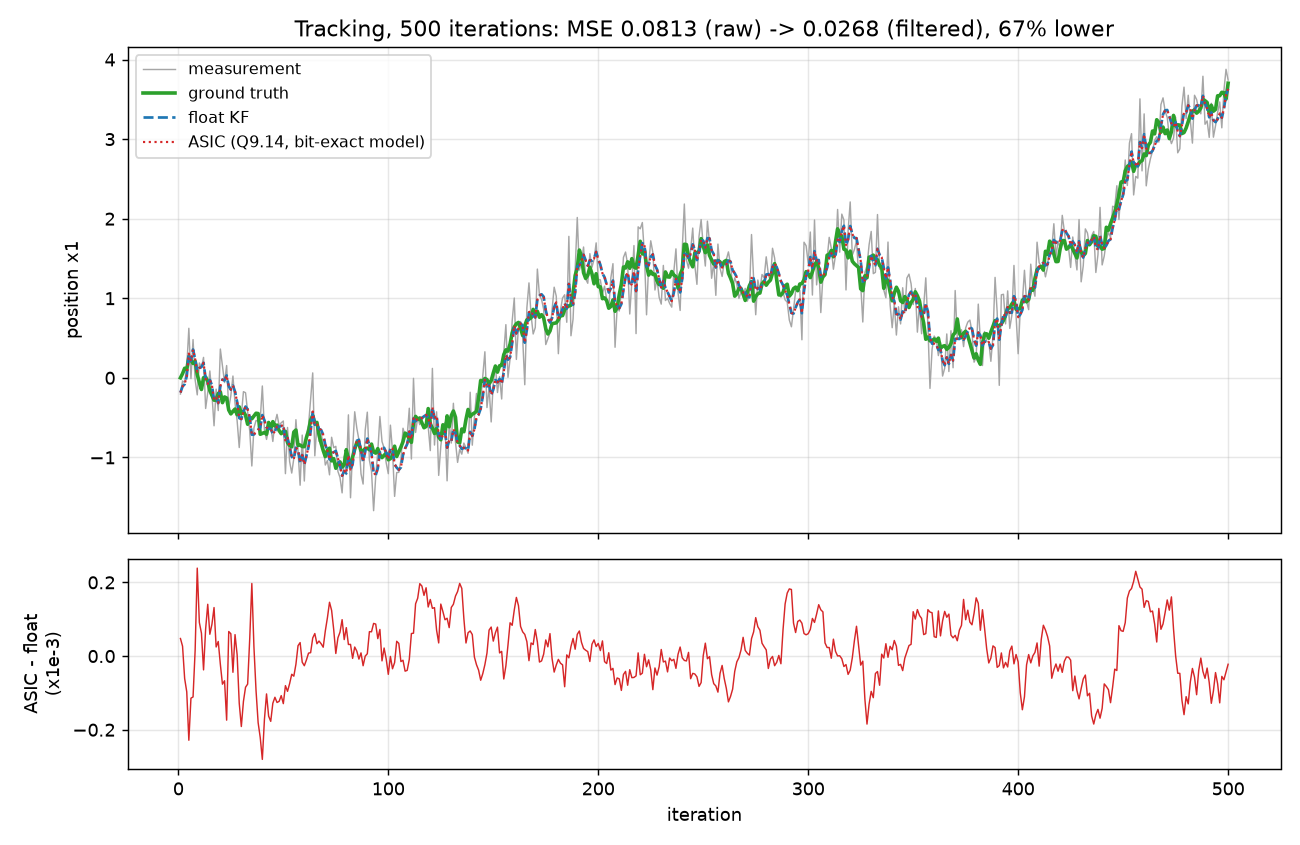 Tracking, 500 iterations: MSE 0.0813 (raw) -> 0.0268 (filtered), 67% lower
measurement
ground truth
float KF
ASIC (Q9.14, bit-exact model)
position x1
4
3
2
1
0
−1
ASIC - float
(x1e-3)
0.2
0.0
−0.2
0 100 200 300 400 500
iteration